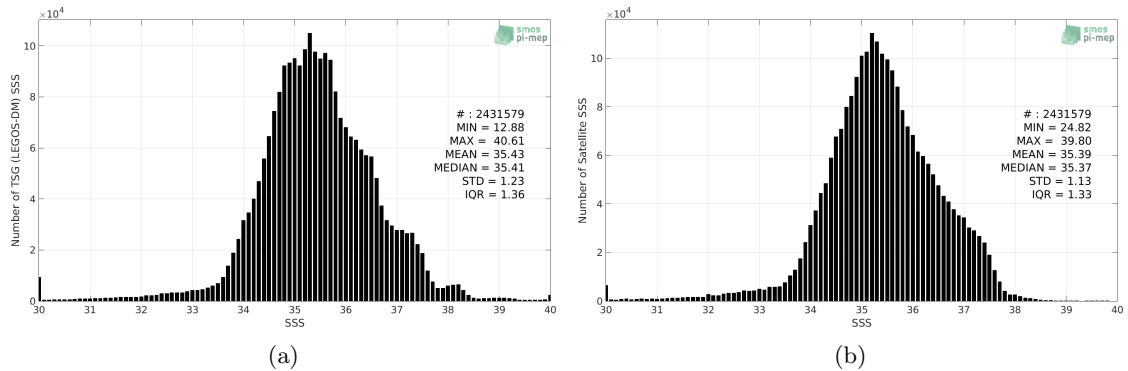 ×10⁴
smos
pi-mep
Number of TSG (LEGOS-DM) SSS
10
8
6
4
2
0
# : 2431579
MIN = 12.88
MAX = 40.61
MEAN = 35.43
MEDIAN = 35.41
STD = 1.23
IQR = 1.36
30 31 32 33 34 35 36 37 38 39 40
SSS
(a)
×10⁴
smos
pi-mep
Number of Satellite SSS
10
8
6
4
2
0
# : 2431579
MIN = 24.82
MAX = 39.80
MEAN = 35.39
MEDIAN = 35.37
STD = 1.13
IQR = 1.33
30 31 32 33 34 35 36 37 38 39 40
SSS
(b)